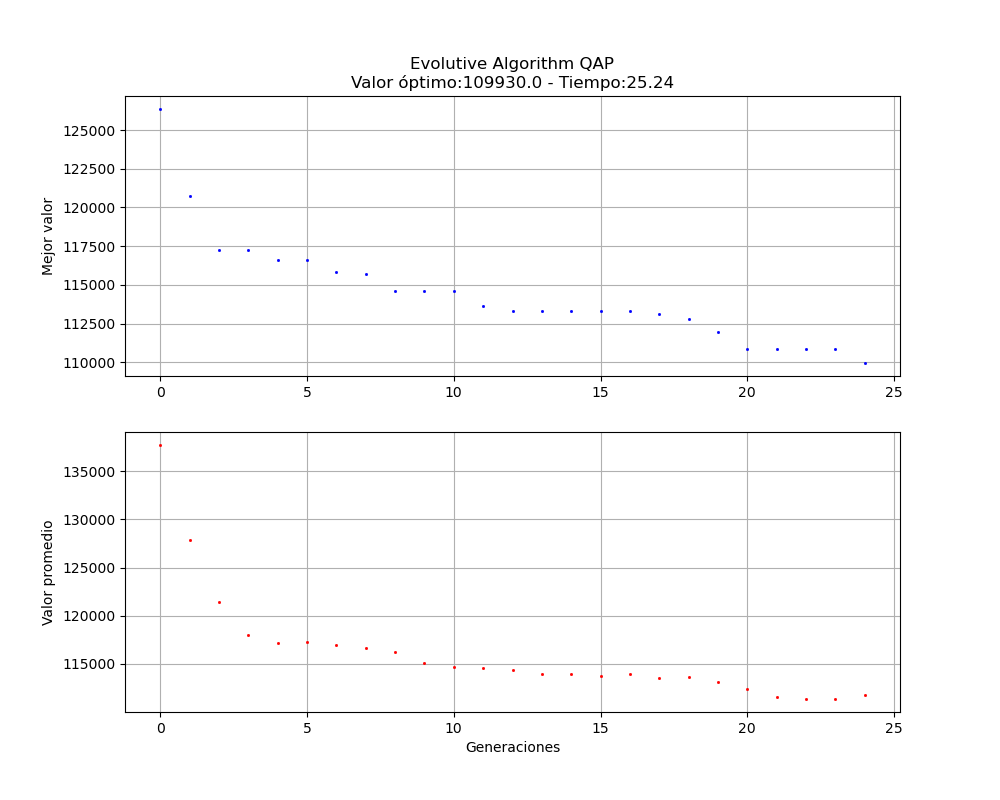 Evolutive Algorithm QAP
Valor óptimo:109930.0 - Tiempo:25.24
Mejor valor
125000
122500
120000
117500
115000
112500
110000
0 5 10 15 20 25
Valor promedio
135000
130000
125000
120000
115000
0 5 10 15 20 25
Generaciones